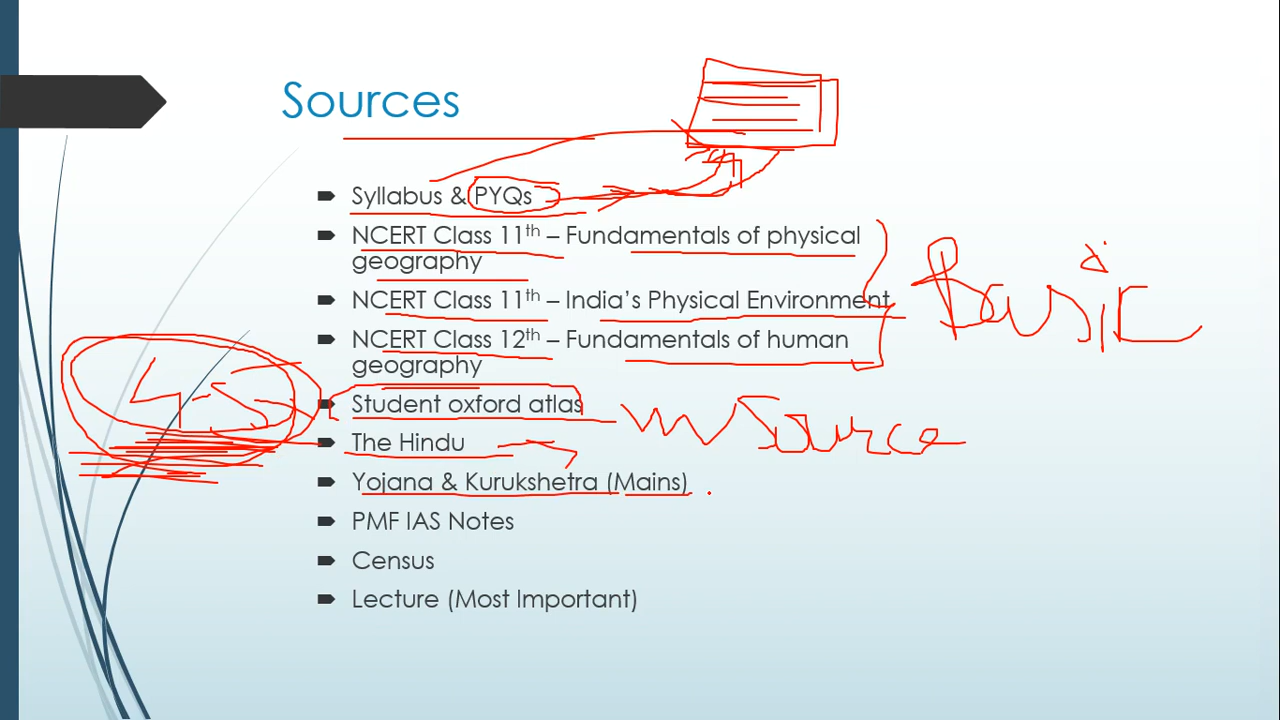 Sources
Syllabus & PYQs
NCERT Class 11th – Fundamentals of physical
geography
NCERT Class 11th – India's Physical Environment
NCERT Class 12th – Fundamentals of human
geography
Basic
4-5
Student oxford atlas
Source
The Hindu
Yojana & Kurukshetra (Mains)
PMF IAS Notes
Census
Lecture (Most Important)